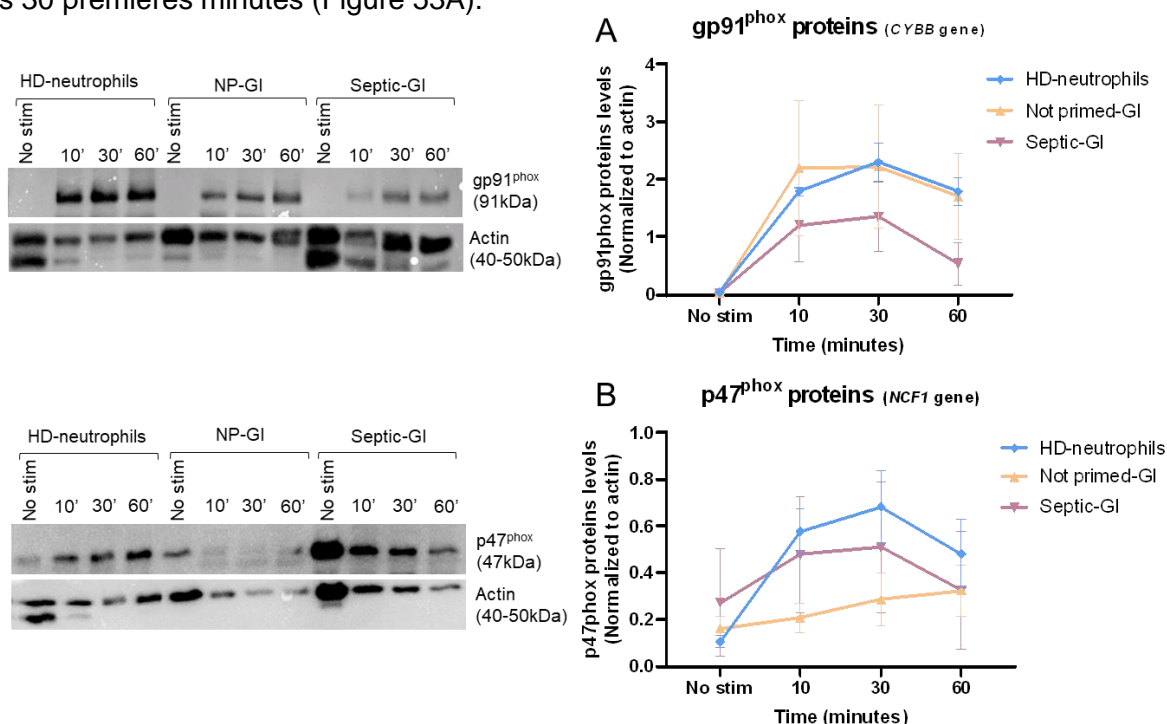 s 30 premières minutes (Figure 53A).
HD-neutrophils NP-GI Septic-GI
No stim 10’ 30’ 60’ No stim 10’ 30’ 60’ No stim 10’ 30’ 60’
gp91phox
(91kDa)
Actin
(40-50kDa)
A
gp91phox proteins (CYBB gene)
HD-neutrophils
Not primed-GI
Septic-GI
gp91phox proteins levels
(Normalized to actin)
4
3
2
1
0
No stim 10 30 60
Time (minutes)
HD-neutrophils NP-GI Septic-GI
No stim 10’ 30’ 60’ No stim 10’ 30’ 60’ No stim 10’ 30’ 60’
p47phox
(47kDa)
Actin
(40-50kDa)
B
p47phox proteins (NCF1 gene)
HD-neutrophils
Not primed-GI
Septic-GI
p47phox proteins levels
(Normalized to actin)
1.0
0.8
0.6
0.4
0.2
0.0
No stim 10 30 60
Time (minutes)